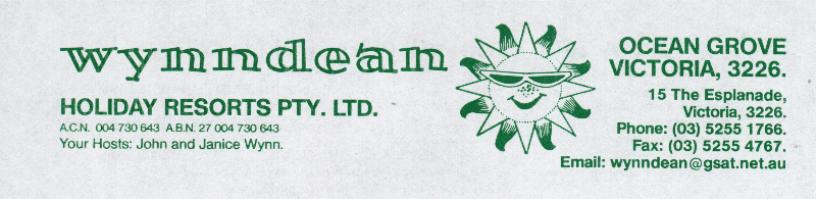 wynndean
HOLIDAY RESORTS PTY. LTD.
A.C.N. 004 730 643 A.B.N. 27 004 730 643
Your Hosts: John and Janice Wynn.
OCEAN GROVE
VICTORIA, 3226.
15 The Esplanade,
Victoria, 3226.
Phone: (03) 5255 1766.
Fax: (03) 5255 4767.
Email: wynndean@gsat.net.au